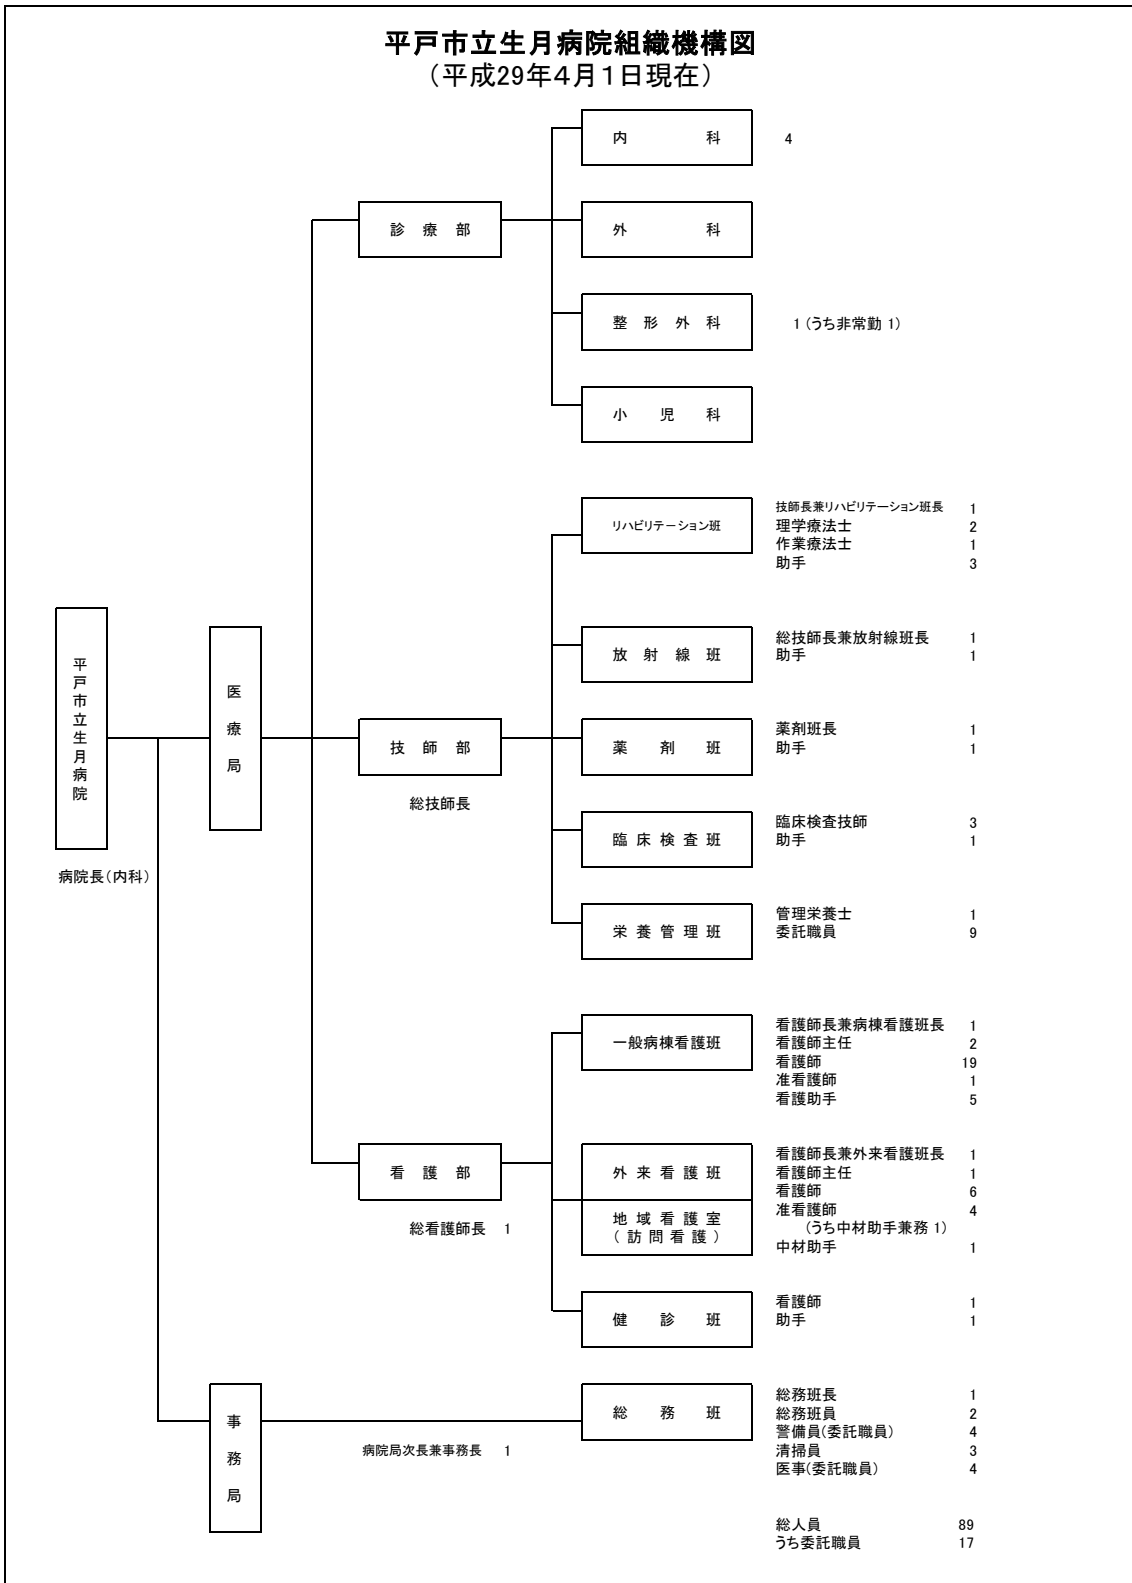 平戸市立生月病院組織機構図
（平成29年４月１日現在）
内科 4
診療部
外科
整形外科 1 (うち非常勤 1)
小児科
リハビリテーション班
技師長兼リハビリテーション班長 1
理学療法士 2
作業療法士 1
助手 3
放射線班
総技師長兼放射線班長 1
助手 1
平戸市立生月病院
病院長(内科)
医療局
技師部
総技師長
薬剤班
薬剤班長 1
助手 1
臨床検査班
臨床検査技師 3
助手 1
栄養管理班
管理栄養士 1
委託職員 9
一般病棟看護班
看護師長兼病棟看護班長 1
看護師主任 2
看護師 19
准看護師 1
看護助手 5
看護部
総看護師長 1
外来看護班
地域看護室
(訪問看護)
看護師長兼外来看護班長 1
看護師主任 1
看護師 6
准看護師 4
(うち中材助手兼務 1)
中材助手 1
健診班
看護師 1
助手 1
事務局
病院局次長兼事務長 1
総務班
総務班長 1
総務班員 2
警備員(委託職員) 4
清掃員 3
医事(委託職員) 4
総人員 89
うち委託職員 17